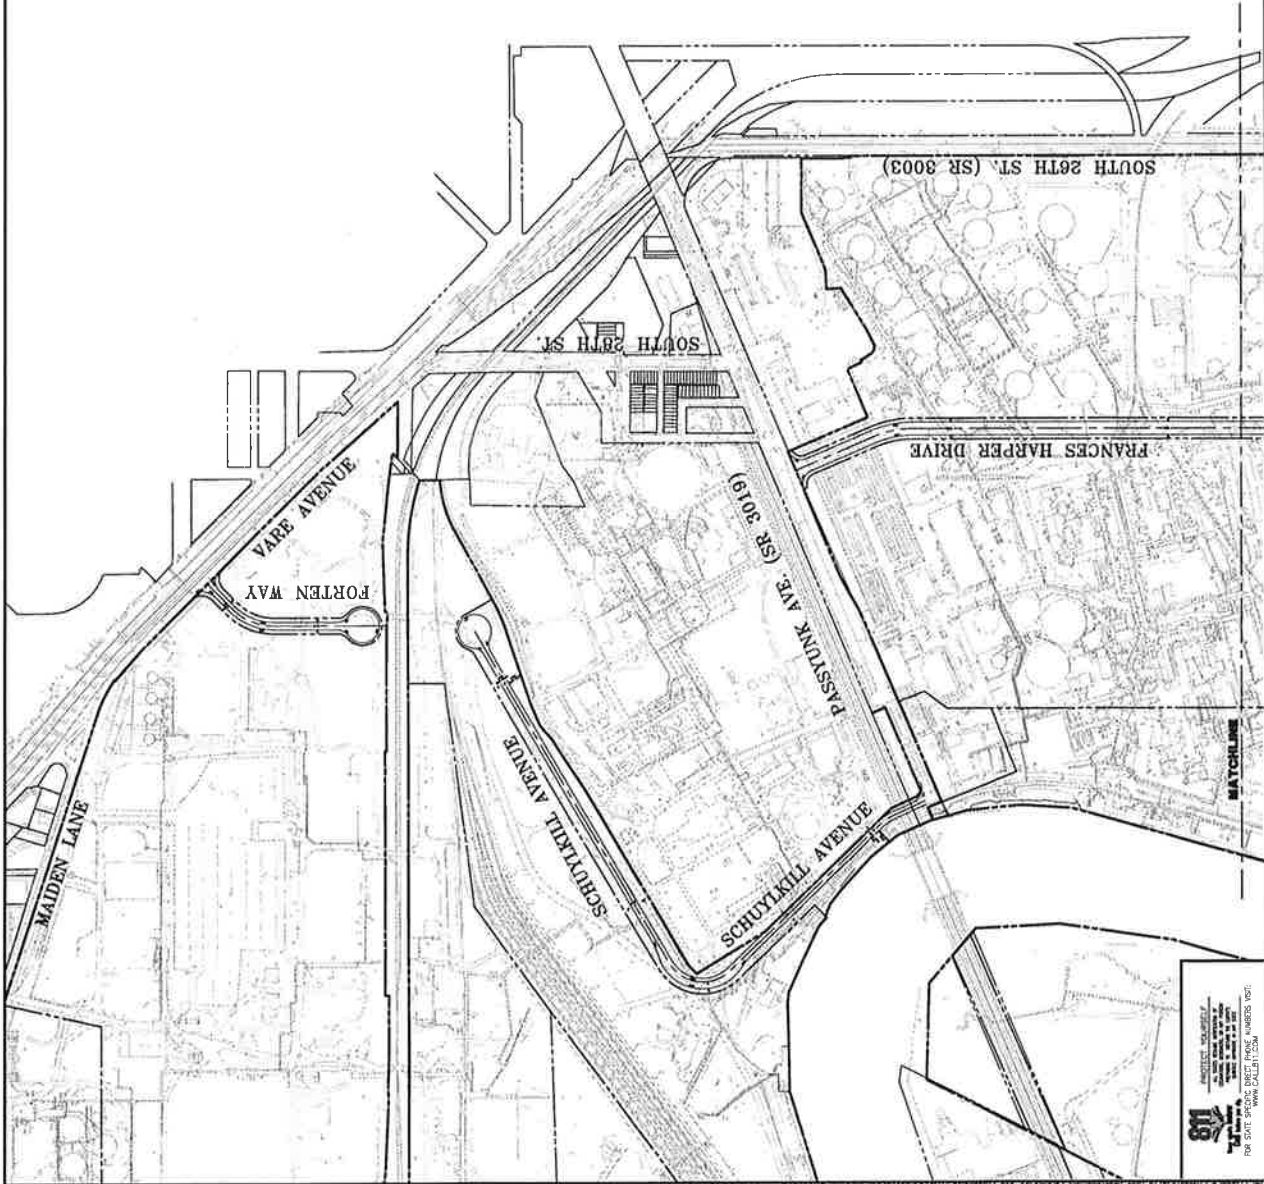 SOUTH 26TH ST. (SR 3003)
SOUTH 28TH ST.
FRANCES HARPER DRIVE
VARE AVENUE
FORTEN WAY
PASSYUNK AVE. (SR 3019)
SCHUYLKILL AVENUE
SCHUYLKILL AVENUE
MAIDEN LANE
MATCHLINE
811
PROTECT YOURSELF
FOR STATE SPECIFIC DIRECT PHONE NUMBERS VISIT:
WWW.CALL811.COM